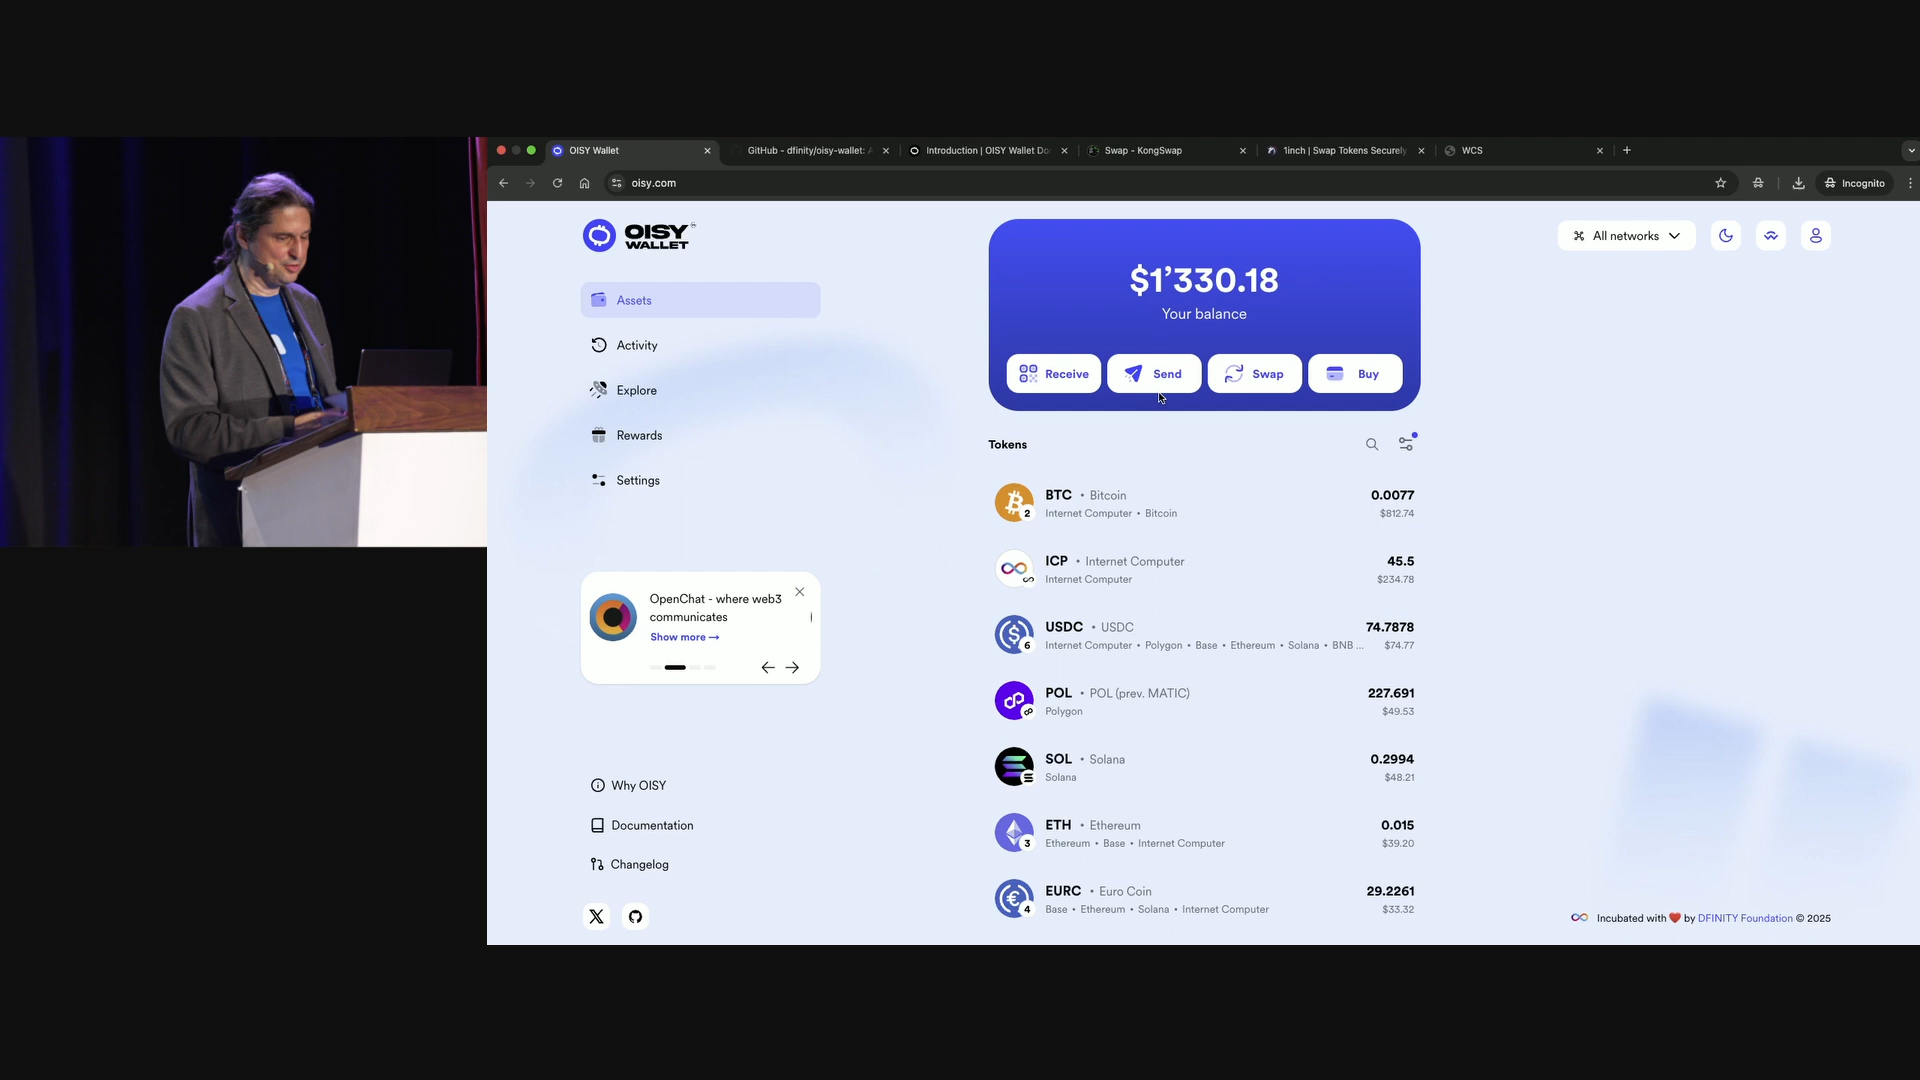 OISY Wallet
GitHub - dfinity/oisy-wallet: A
Introduction | OISY Wallet Do
Swap - KongSwap
1inch | Swap Tokens Securely
WCS
oisy.com
Incognito
OISY
WALLET
Assets
Activity
Explore
Rewards
Settings
OpenChat - where web3
communicates
Show more →
Why OISY
Documentation
Changelog
$1’330.18
Your balance
Receive
Send
Swap
Buy
All networks
Tokens
BTC • Bitcoin
0.0077
Internet Computer • Bitcoin
$812.74
2
ICP • Internet Computer
45.5
Internet Computer
$234.78
USDC • USDC
74.7878
Internet Computer • Polygon • Base • Ethereum • Solana • BNB ...
$74.77
6
POL • POL (prev. MATIC)
227.691
Polygon
$49.53
SOL • Solana
0.2994
Solana
$48.21
ETH • Ethereum
0.015
Ethereum • Base • Internet Computer
$39.20
3
EURC • Euro Coin
29.2261
Base • Ethereum • Solana • Internet Computer
$33.32
4
Incubated with ❤️ by DFINITY Foundation © 2025